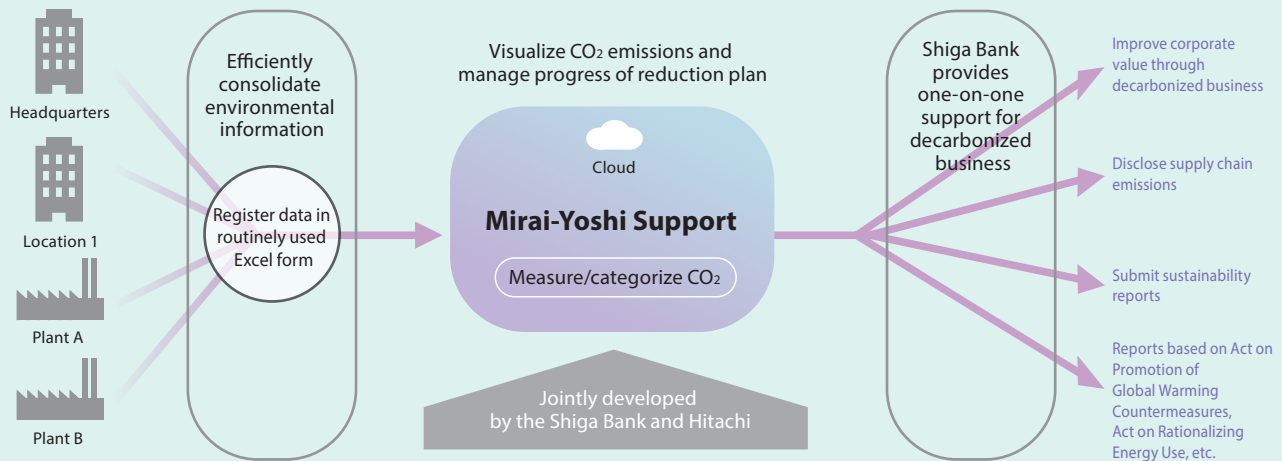 Headquarters
Location 1
Plant A
Plant B
Efficiently
consolidate
environmental
information
Register data in
routinely used
Excel form
Visualize CO₂ emissions and
manage progress of reduction plan
Cloud
Mirai-Yoshi Support
Measure/categorize CO₂
Jointly developed
by the Shiga Bank and Hitachi
Shiga Bank
provides
one-on-one
support for
decarbonized
business
Improve corporate
value through
decarbonized business
Disclose supply chain
emissions
Submit sustainability
reports
Reports based on Act on
Promotion of
Global Warming
Countermeasures,
Act on Rationalizing
Energy Use, etc.